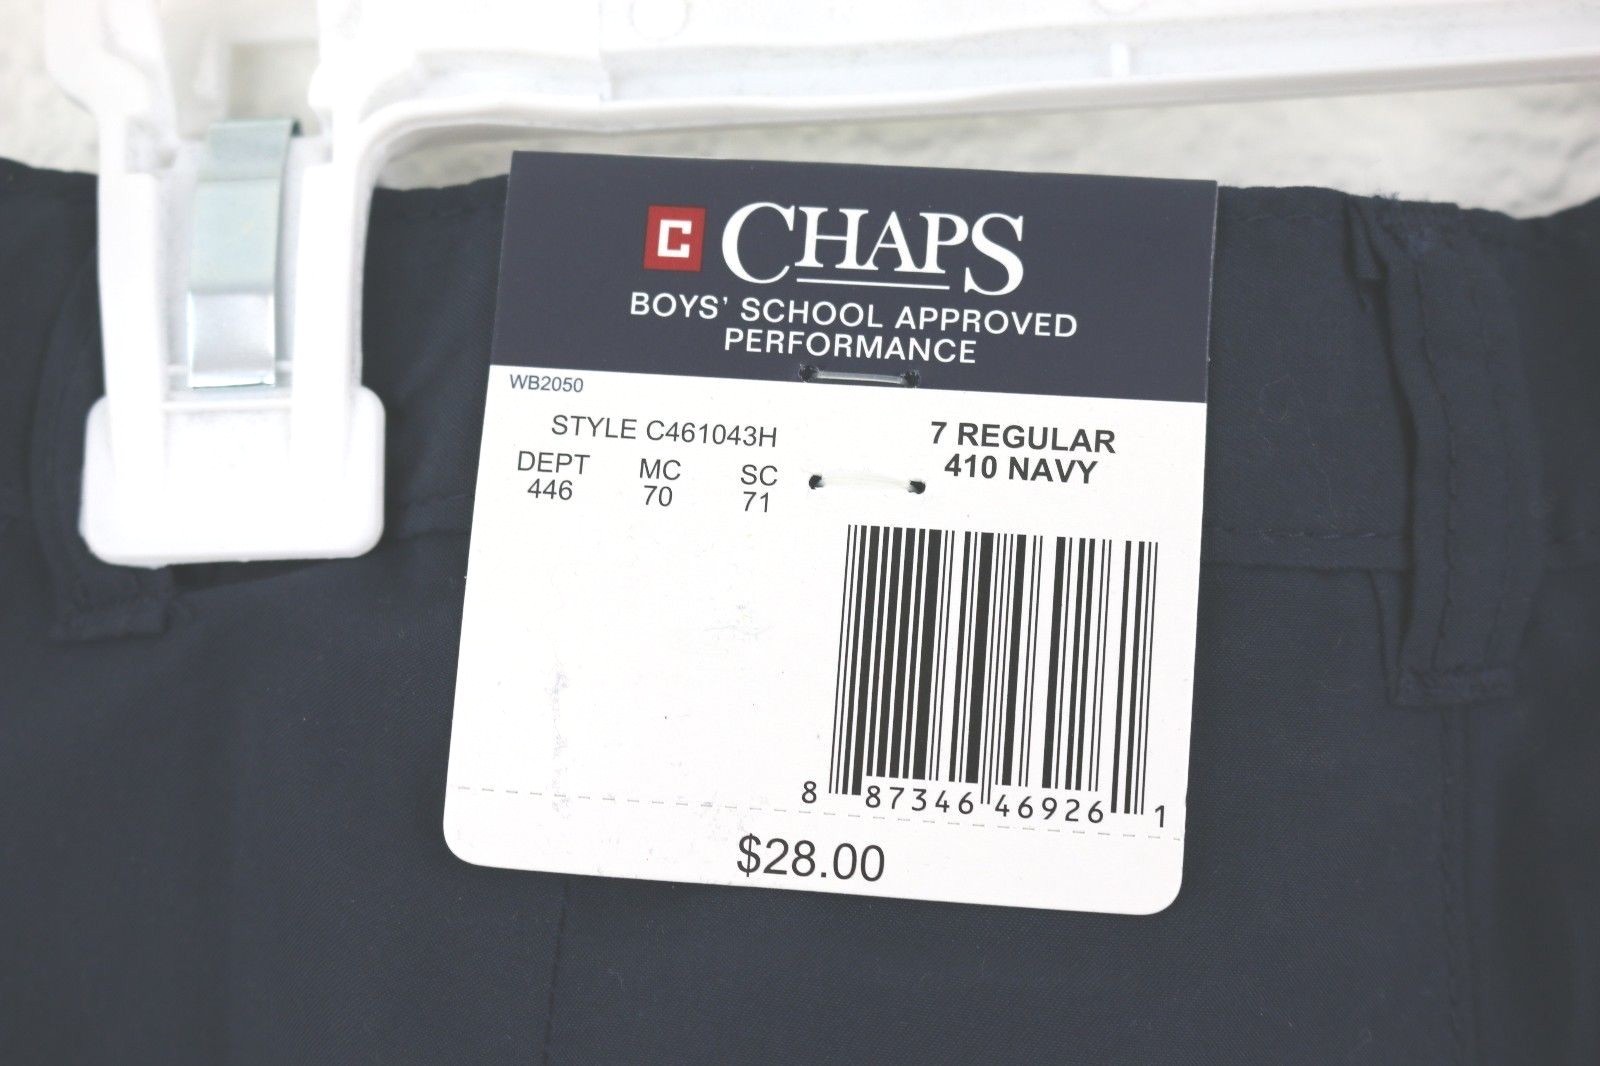 C CHAPS
BOYS' SCHOOL APPROVED
PERFORMANCE
WB2050
STYLE C461043H
DEPT MC SC
446 70 71
7 REGULAR
410 NAVY
8 87346 46926 1
$28.00